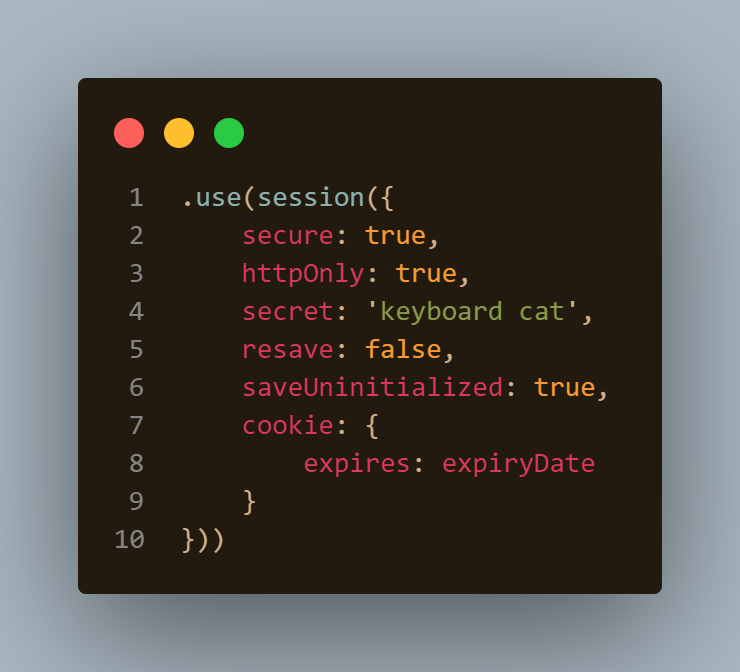 1 .use(session({
2     secure: true,
3     httpOnly: true,
4     secret: 'keyboard cat',
5     resave: false,
6     saveUninitialized: true,
7     cookie: {
8         expires: expiryDate
9     }
10 }))